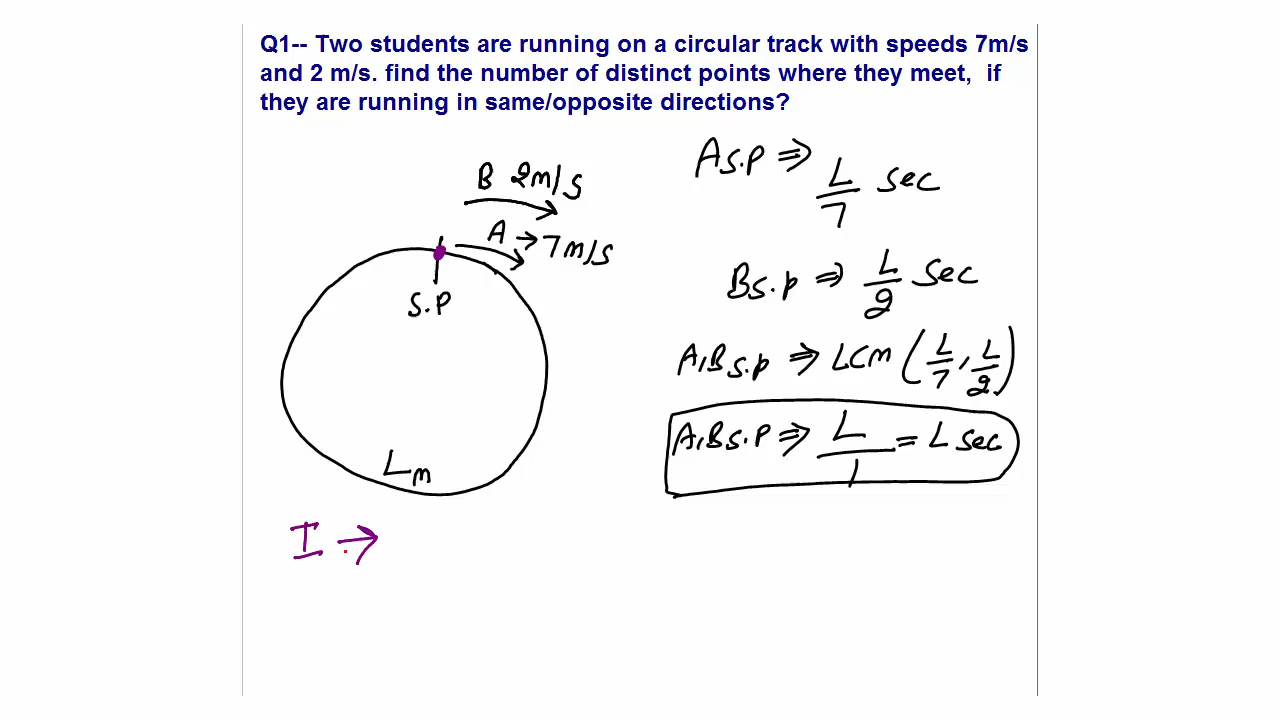 Q1-- Two students are running on a circular track with speeds 7m/s
and 2 m/s. find the number of distinct points where they meet, if
they are running in same/opposite directions?
B 2m/s
A → 7m/s
S.P
Lm
I →
A S.P ⇒ L/7 sec
B S.P ⇒ L/2 sec
A,B S.P ⇒ LCM (L/7, L/2)
A,B S.P ⇒ L/1 = L sec